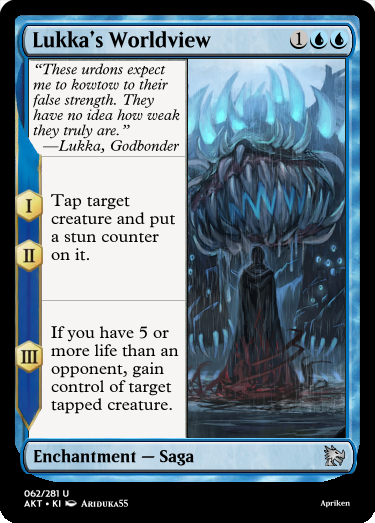 Lukka's Worldview 1
“These urdons expect
me to kowtow to their
false strength. They
have no idea how weak
they truly are.”
—Lukka, Godbonder
I
II
Tap target
creature and put
a stun counter
on it.
III
If you have 5 or
more life than an
opponent, gain
control of target
tapped creature.
Enchantment — Saga
062/281 U
AKT • KI Ariduka55
Apriken